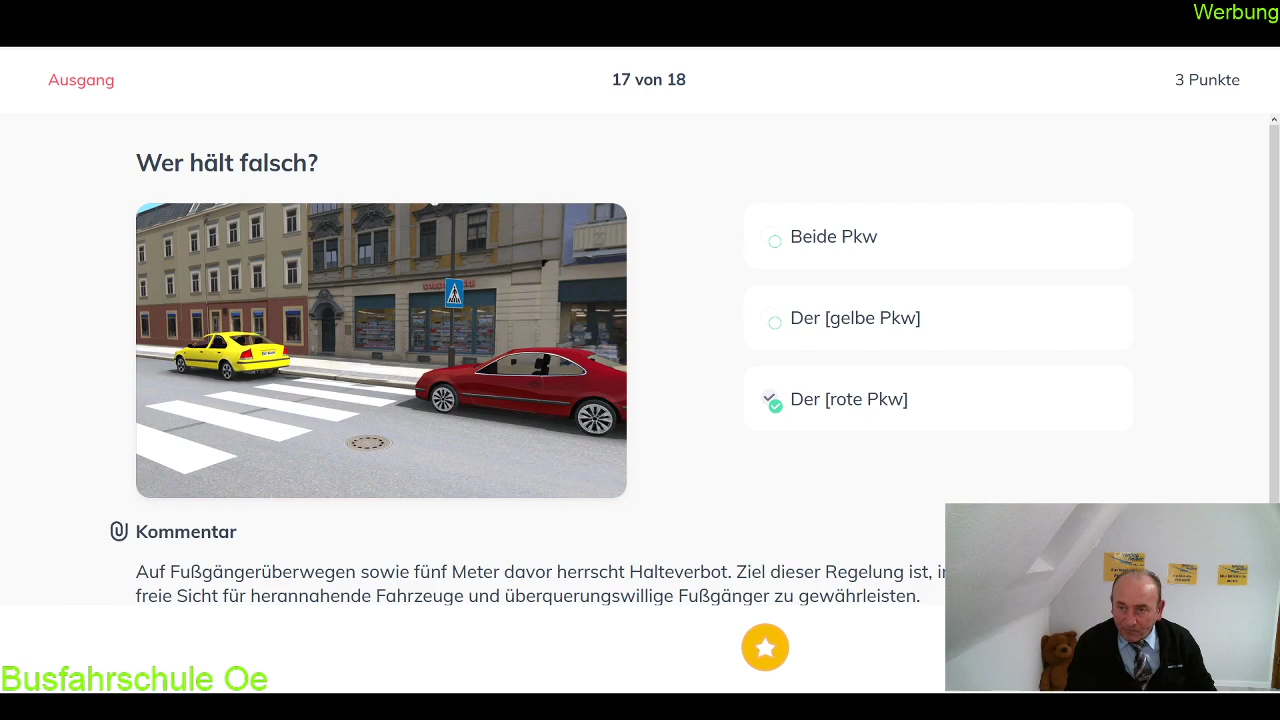 Werbung
Ausgang
17 von 18
3 Punkte
Wer hält falsch?
Beide Pkw
Der [gelbe Pkw]
Der [rote Pkw]
Kommentar
Auf Fußgängerüberwegen sowie fünf Meter davor herrscht Halteverbot. Ziel dieser Regelung ist,
freie Sicht für herannahende Fahrzeuge und überquerungswillige Fußgänger zu gewährleisten.
Busfahrschule Oe